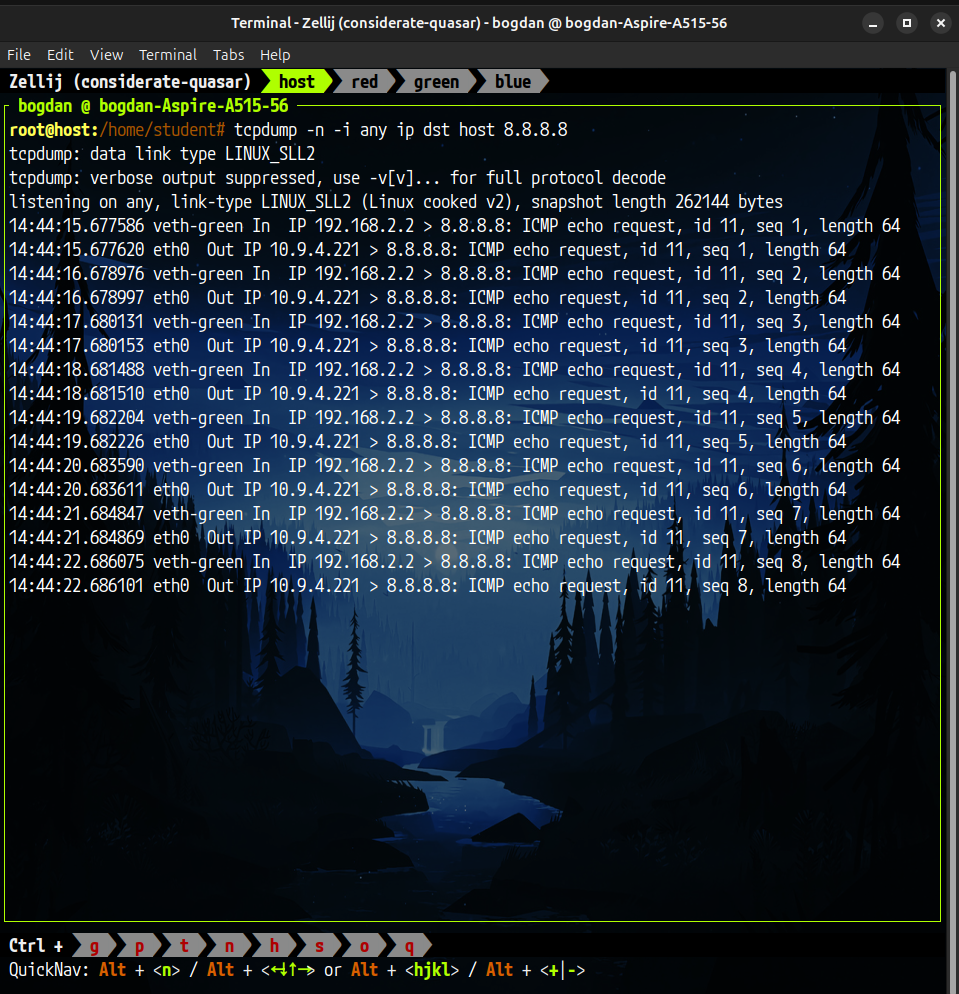 Terminal - Zellij (considerate-quasar) - bogdan @ bogdan-Aspire-A515-56
File Edit View Terminal Tabs Help
Zellij (considerate-quasar) host red green blue
bogdan @ bogdan-Aspire-A515-56
root@host:/home/student# tcpdump -n -i any ip dst host 8.8.8.8
tcpdump: data link type LINUX_SLL2
tcpdump: verbose output suppressed, use -v[v]... for full protocol decode
listening on any, link-type LINUX_SLL2 (Linux cooked v2), snapshot length 262144 bytes
14:44:15.677586 veth-green In  IP 192.168.2.2 > 8.8.8.8: ICMP echo request, id 11, seq 1, length 64
14:44:15.677620 eth0  Out IP 10.9.4.221 > 8.8.8.8: ICMP echo request, id 11, seq 1, length 64
14:44:16.678976 veth-green In  IP 192.168.2.2 > 8.8.8.8: ICMP echo request, id 11, seq 2, length 64
14:44:16.678997 eth0  Out IP 10.9.4.221 > 8.8.8.8: ICMP echo request, id 11, seq 2, length 64
14:44:17.680131 veth-green In  IP 192.168.2.2 > 8.8.8.8: ICMP echo request, id 11, seq 3, length 64
14:44:17.680153 eth0  Out IP 10.9.4.221 > 8.8.8.8: ICMP echo request, id 11, seq 3, length 64
14:44:18.681488 veth-green In  IP 192.168.2.2 > 8.8.8.8: ICMP echo request, id 11, seq 4, length 64
14:44:18.681510 eth0  Out IP 10.9.4.221 > 8.8.8.8: ICMP echo request, id 11, seq 4, length 64
14:44:19.682204 veth-green In  IP 192.168.2.2 > 8.8.8.8: ICMP echo request, id 11, seq 5, length 64
14:44:19.682226 eth0  Out IP 10.9.4.221 > 8.8.8.8: ICMP echo request, id 11, seq 5, length 64
14:44:20.683590 veth-green In  IP 192.168.2.2 > 8.8.8.8: ICMP echo request, id 11, seq 6, length 64
14:44:20.683611 eth0  Out IP 10.9.4.221 > 8.8.8.8: ICMP echo request, id 11, seq 6, length 64
14:44:21.684847 veth-green In  IP 192.168.2.2 > 8.8.8.8: ICMP echo request, id 11, seq 7, length 64
14:44:21.684869 eth0  Out IP 10.9.4.221 > 8.8.8.8: ICMP echo request, id 11, seq 7, length 64
14:44:22.686075 veth-green In  IP 192.168.2.2 > 8.8.8.8: ICMP echo request, id 11, seq 8, length 64
14:44:22.686101 eth0  Out IP 10.9.4.221 > 8.8.8.8: ICMP echo request, id 11, seq 8, length 64
Ctrl + g p t n h s o q
QuickNav: Alt + <n> / Alt + <←↓↑→> or Alt + <hjkl> / Alt + <+|->